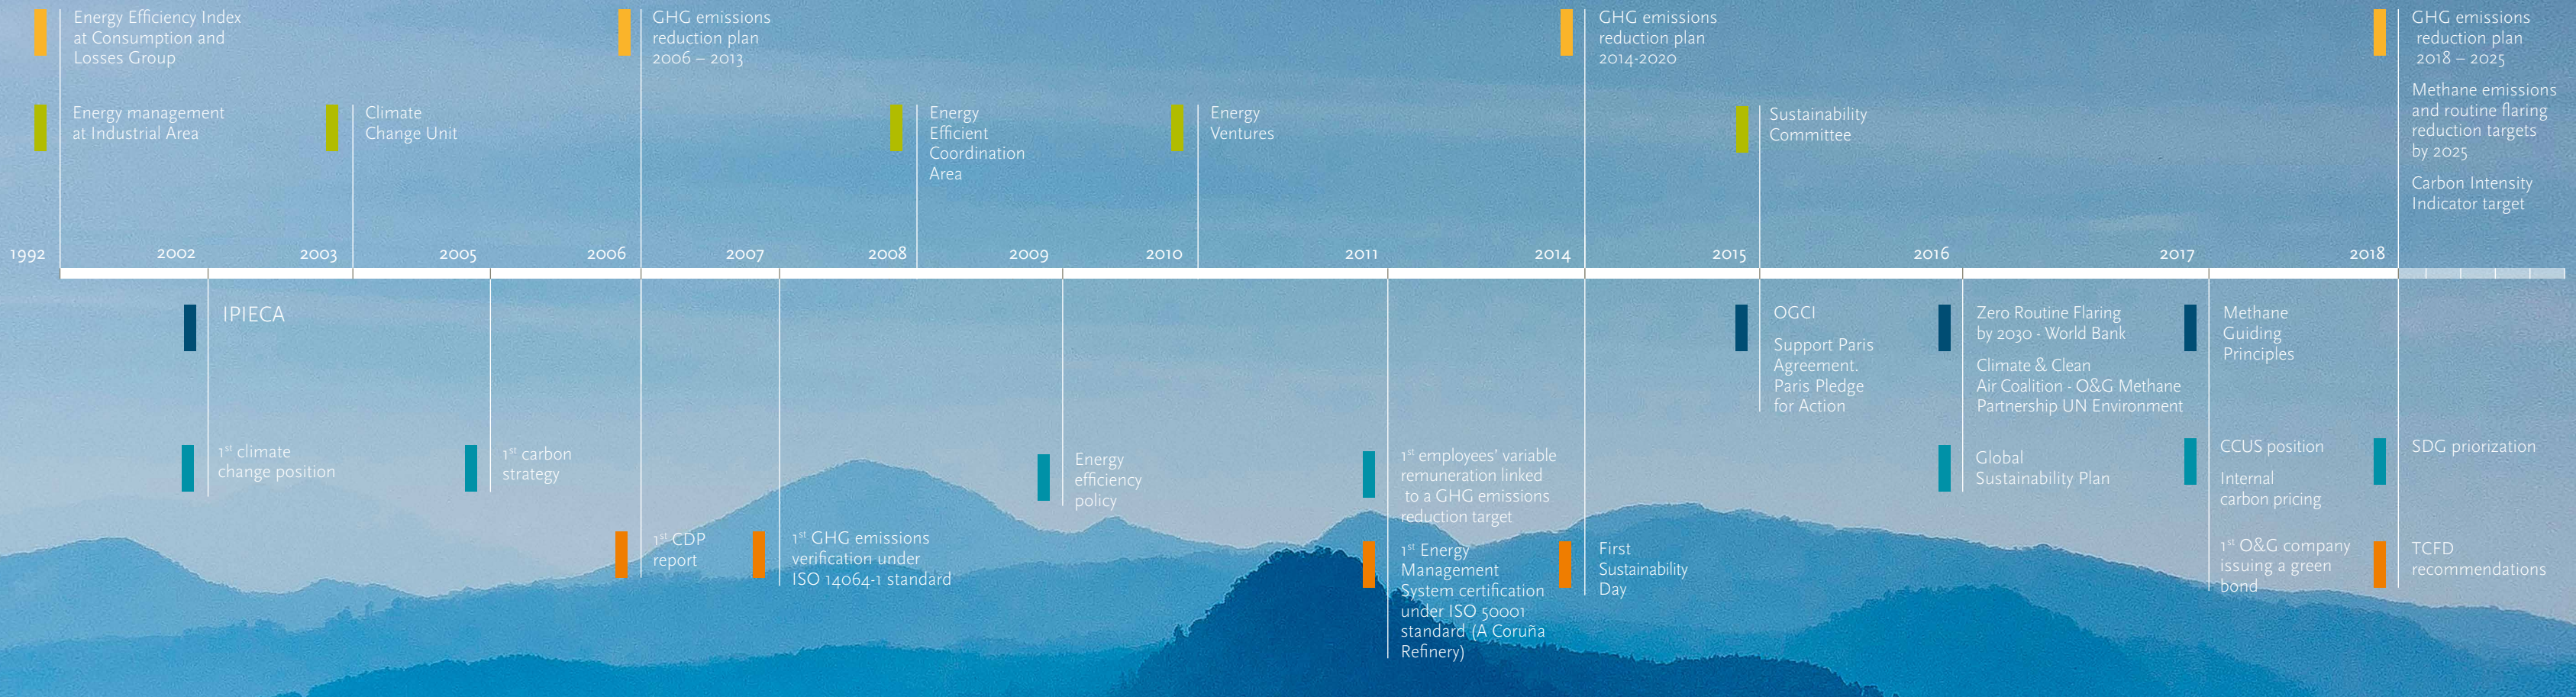 Energy Efficiency Index
at Consumption and
Losses Group
GHG emissions
reduction plan
2006 – 2013
GHG emissions
reduction plan
2014-2020
GHG emissions
reduction plan
2018 – 2025
Methane emissions
and routine flaring
reduction targets
by 2025
Carbon Intensity
Indicator target
Energy management
at Industrial Area
Climate
Change Unit
Energy
Efficient
Coordination
Area
Energy
Ventures
Sustainability
Committee
1992
2002
2003
2005
2006
2007
2008
2009
2010
2011
2014
2015
2016
2017
2018
IPIECA
OGCI
Support Paris
Agreement.
Paris Pledge
for Action
Zero Routine Flaring
by 2030 - World Bank
Climate & Clean
Air Coalition - O&G Methane
Partnership UN Environment
Methane
Guiding
Principles
1st climate
change position
1st carbon
strategy
Energy
efficiency
policy
1st employees' variable
remuneration linked
to a GHG emissions
reduction target
Global
Sustainability Plan
CCUS position
Internal
carbon pricing
SDG priorization
1st CDP
report
1st GHG emissions
verification under
ISO 14064-1 standard
1st Energy
Management
System certification
under ISO 50001
standard (A Coruña
Refinery)
First
Sustainability
Day
1st O&G company
issuing a green
bond
TCFD
recommendations